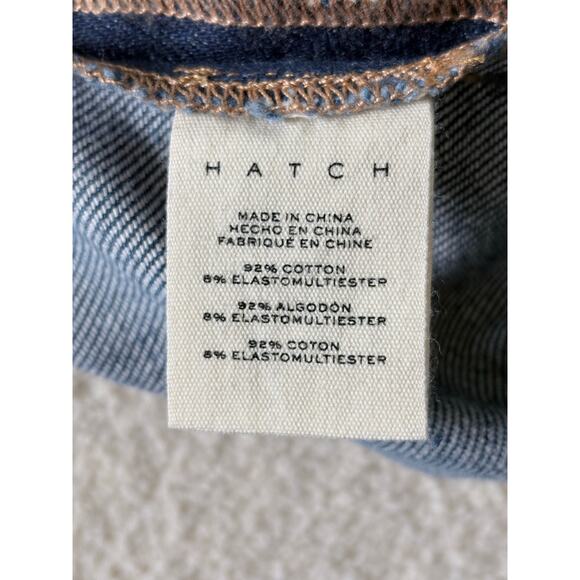 HATCH
MADE IN CHINA
HECHO EN CHINA
FABRIQUÉ EN CHINE
92% COTTON
8% ELASTOMULTIESTER
92% ALGODÓN
8% ELASTOMULTIESTER
92% COTON
8% ELASTOMULTIESTER